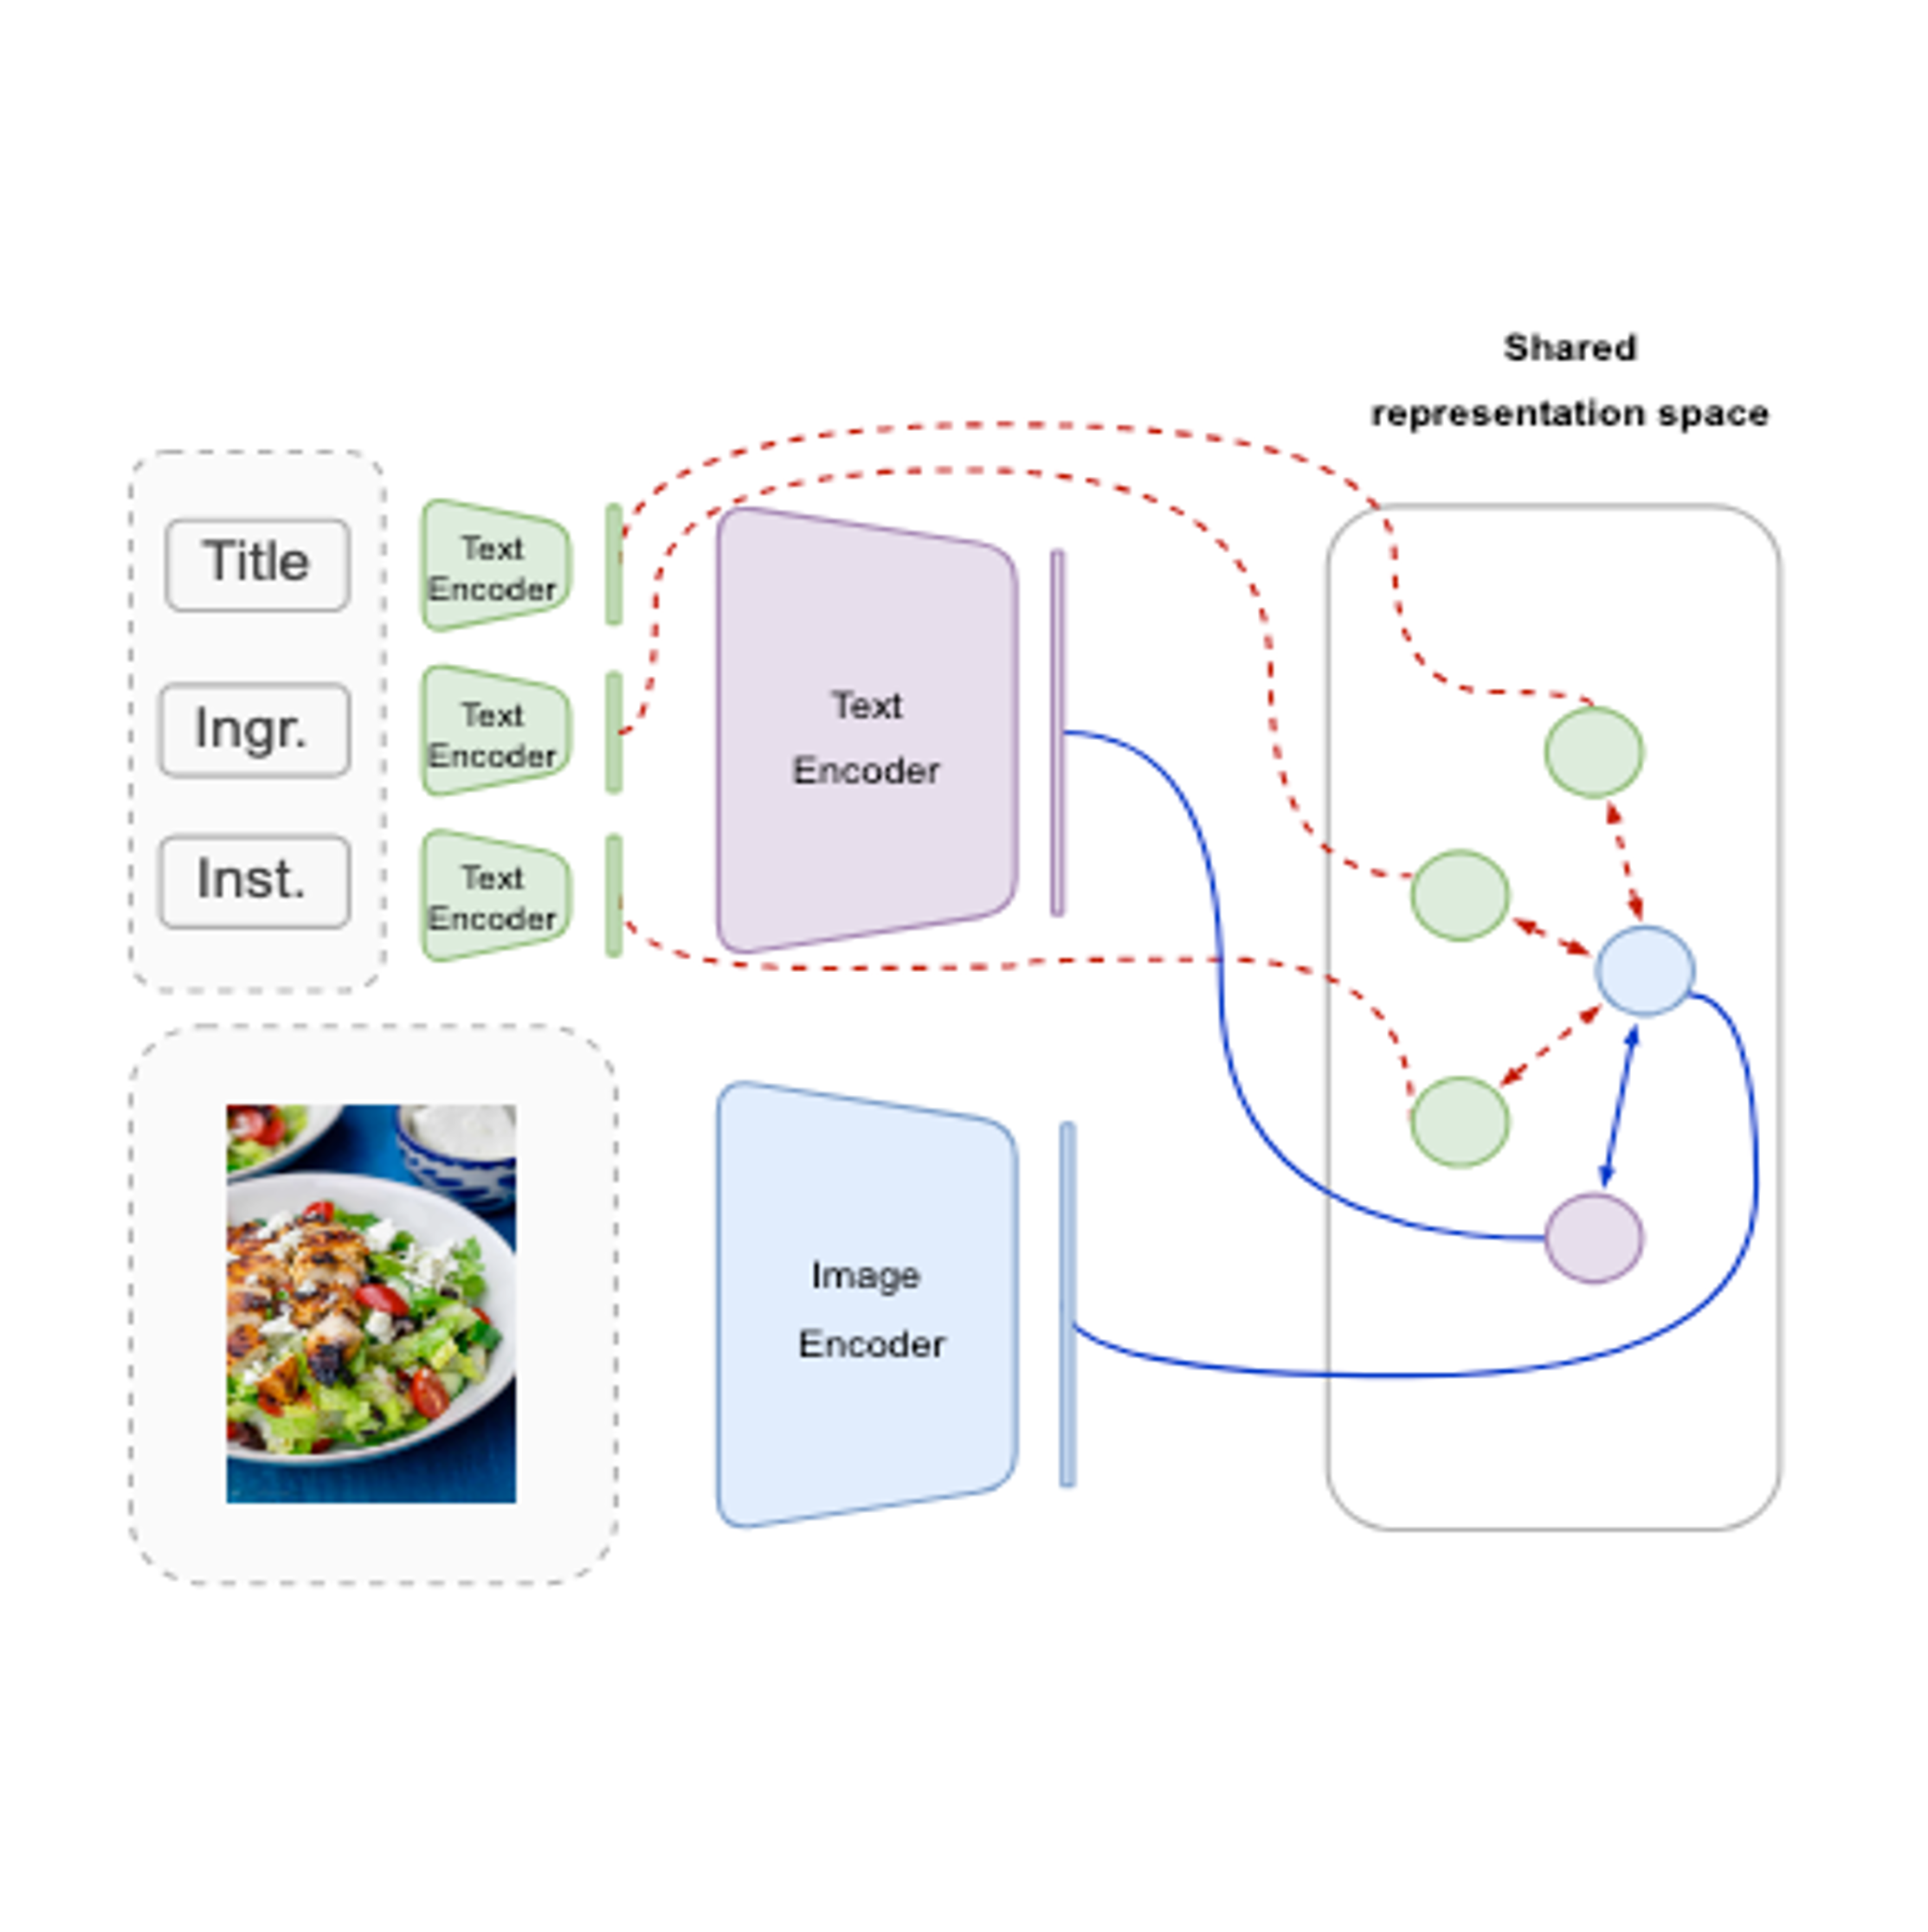 Shared
representation space
Title
Text
Encoder
Ingr.
Text
Encoder
Inst.
Text
Encoder
Text
Encoder
Image
Encoder